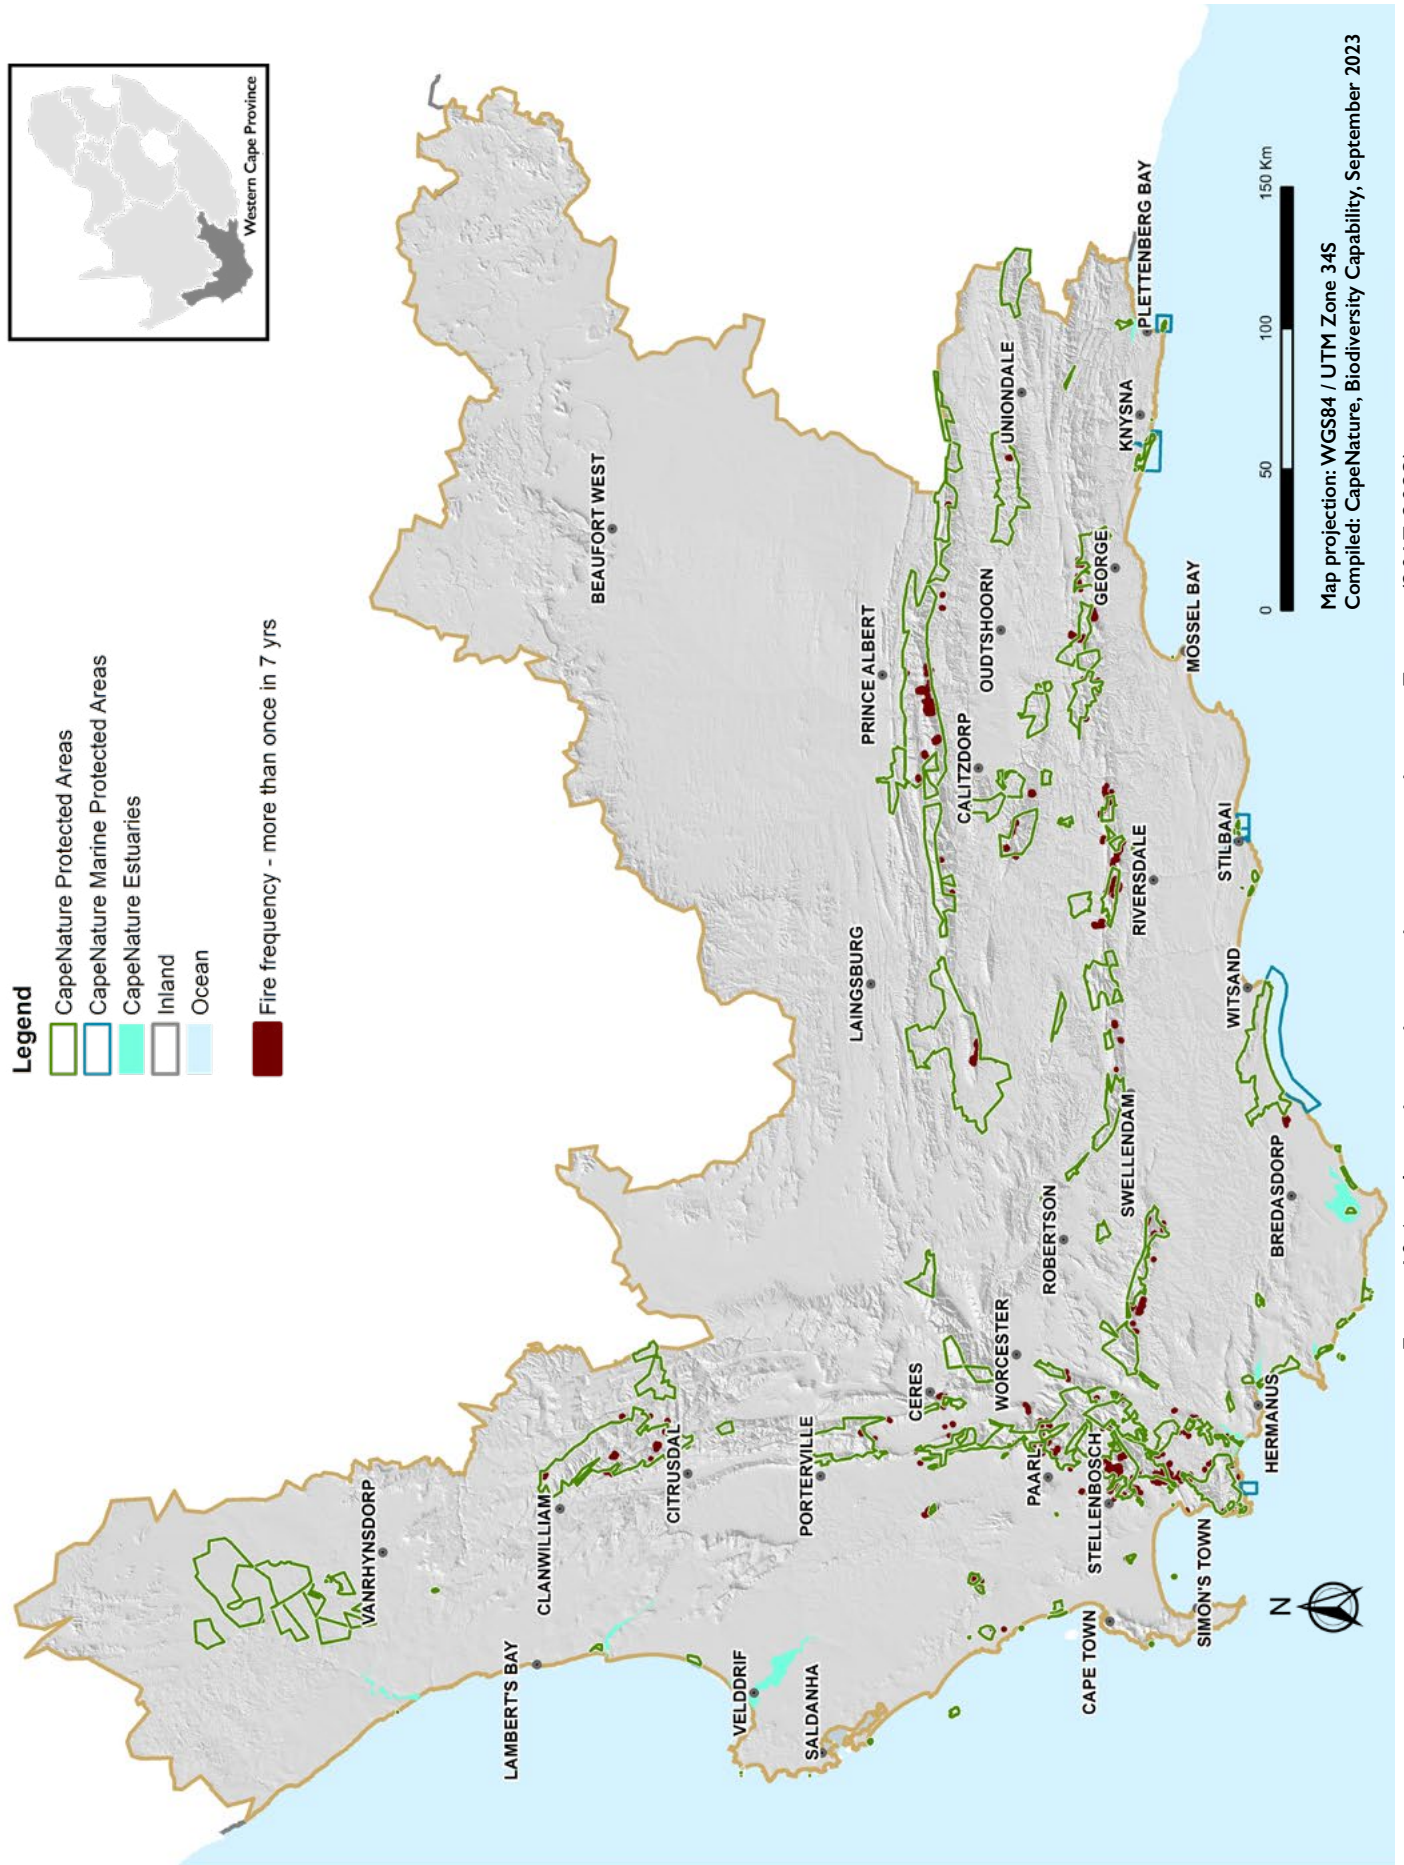 Western Cape Province
Legend
CapeNature Protected Areas
CapeNature Marine Protected Areas
CapeNature Estuaries
Inland
Ocean
Fire frequency - more than once in 7 yrs
VANRHYNSDORP
LAMBERT'S BAY
CLANWILLIAM
CITRUSDAL
VELDDRIF
SALDANHA
PORTERVILLE
CERES
WORCESTER
PAARL
STELLENBOSCH
CAPE TOWN
SIMON'S TOWN
HERMANUS
ROBERTSON
SWELLENDAM
BREDASDORP
WITSAND
LAINGSBURG
RIVERSDALE
STILBAAI
CALITZDORP
PRINCE ALBERT
OUDTSHOORN
MOSSEL BAY
GEORGE
BEAUFORT WEST
UNIONDALE
KNYSNA
PLETTENBERG BAY
N
0 50 100 150 Km
Map projection: WGS84 / UTM Zone 34S
Compiled: CapeNature, Biodiversity Capability, September 2023